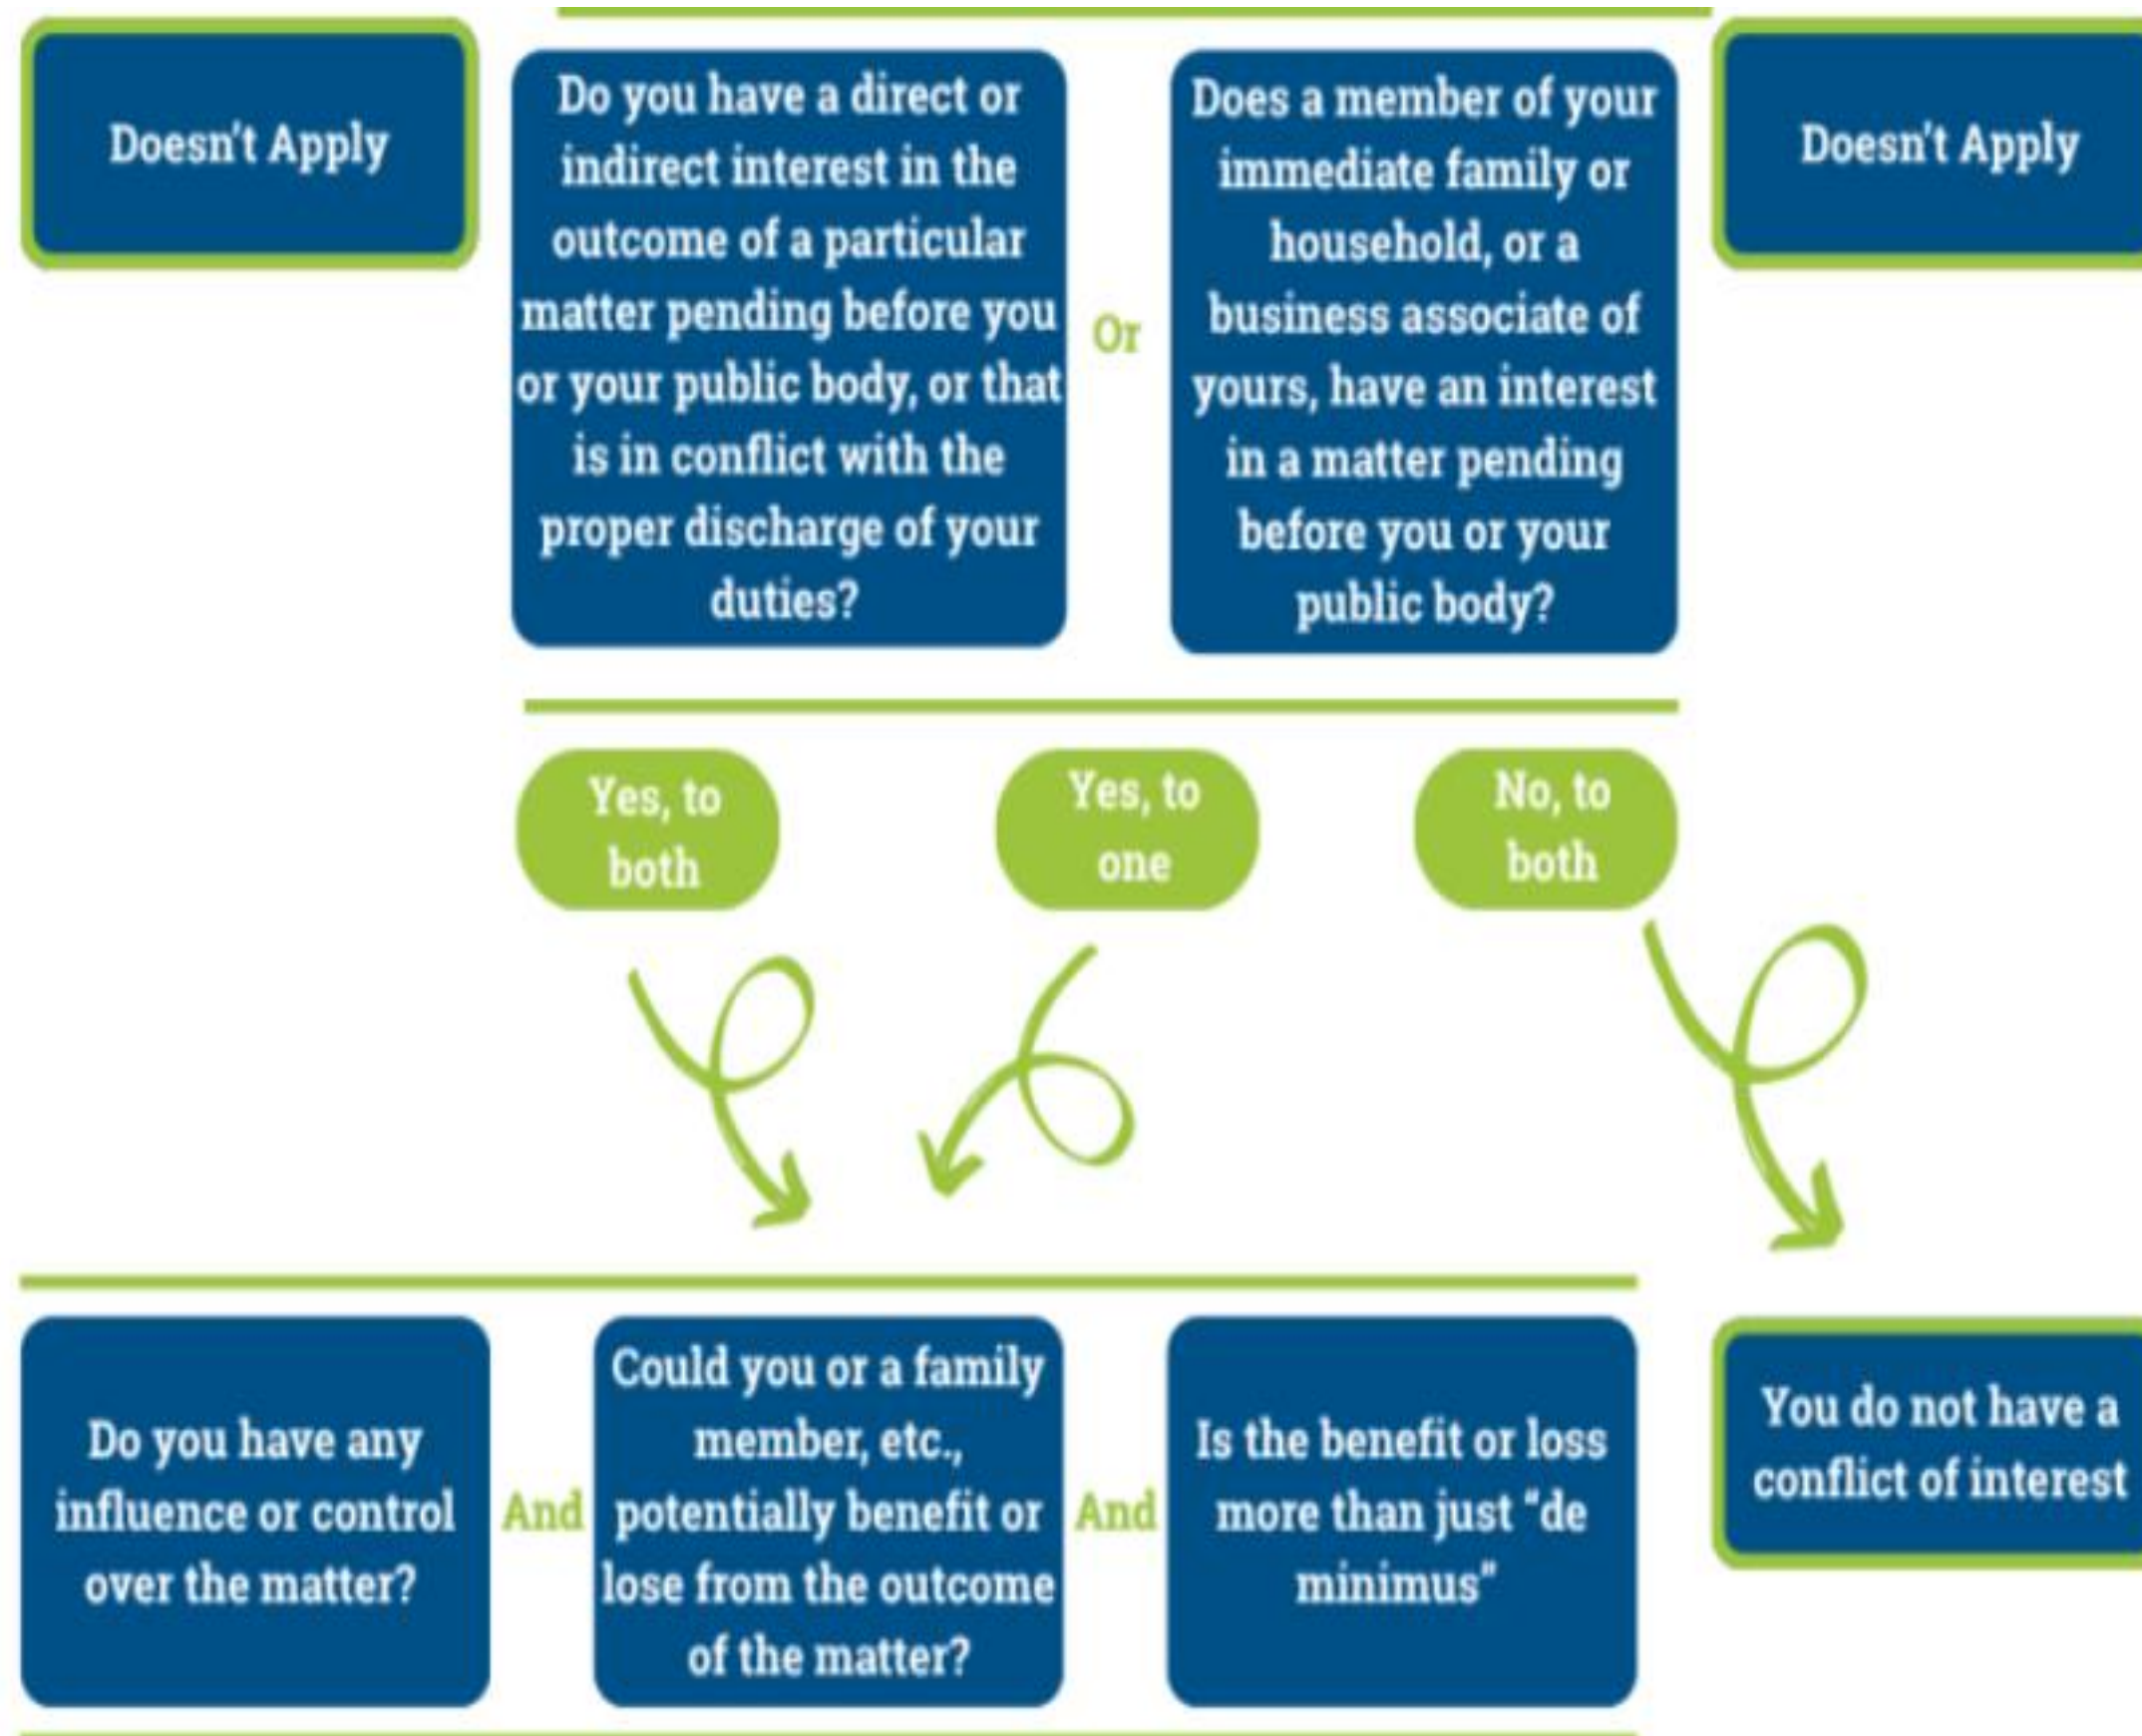 Doesn't Apply
Do you have a direct or
indirect interest in the
outcome of a particular
matter pending before you
or your public body, or that
is in conflict with the
proper discharge of your
duties?
Or
Does a member of your
immediate family or
household, or a
business associate of
yours, have an interest
in a matter pending
before you or your
public body?
Doesn't Apply
Yes, to
both
Yes, to
one
No, to
both
Do you have any
influence or control
over the matter?
And
Could you or a family
member, etc.,
potentially benefit or
lose from the outcome
of the matter?
And
Is the benefit or loss
more than just "de
minimus"
You do not have a
conflict of interest